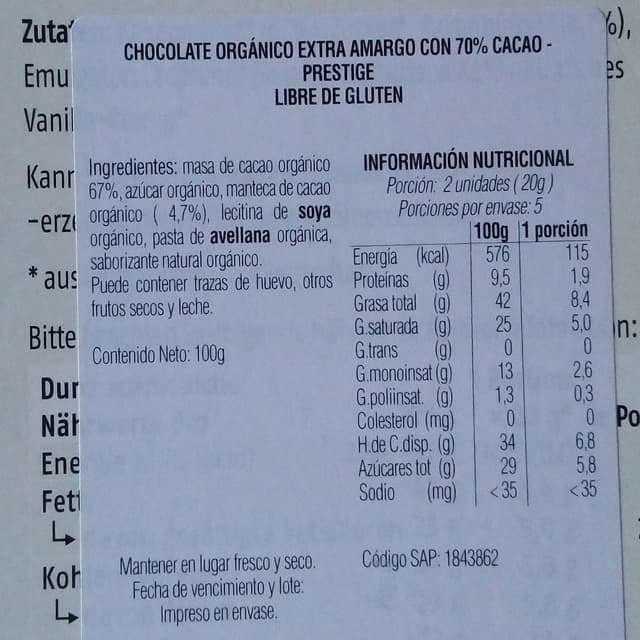 Zuta
Emu
Vanil
Kann
-erze
* aus
Bitte
Dur
Näh
Ene
Fett
Koh
CHOCOLATE ORGÁNICO EXTRA AMARGO CON 70% CACAO -
PRESTIGE
LIBRE DE GLUTEN
Ingredientes: masa de cacao orgánico
67%, azúcar orgánico, manteca de cacao
orgánico ( 4,7%), lecitina de soya
orgánico, pasta de avellana orgánica,
saborizante natural orgánico.
Puede contener trazas de huevo, otros
frutos secos y leche.
Contenido Neto: 100g
Mantener en lugar fresco y seco.
Fecha de vencimiento y lote:
Impreso en envase.
INFORMACIÓN NUTRICIONAL
Porción: 2 unidades (20g)
Porciones por envase: 5
100g 1 porción
Energía (kcal) 576 115
Proteínas (g) 9,5 1,9
Grasa total (g) 42 8,4
G.saturada (g) 25 5,0
G.trans (g) 0 0
G.monoinsat (g) 13 2,6
G.poliinsat. (g) 1,3 0,3
Colesterol (mg) 0 0
H.de C.disp. (g) 34 6,8
Azúcares tot (g) 29 5,8
Sodio (mg) <35 <35
Código SAP: 1843862
%),
es
n:
Po